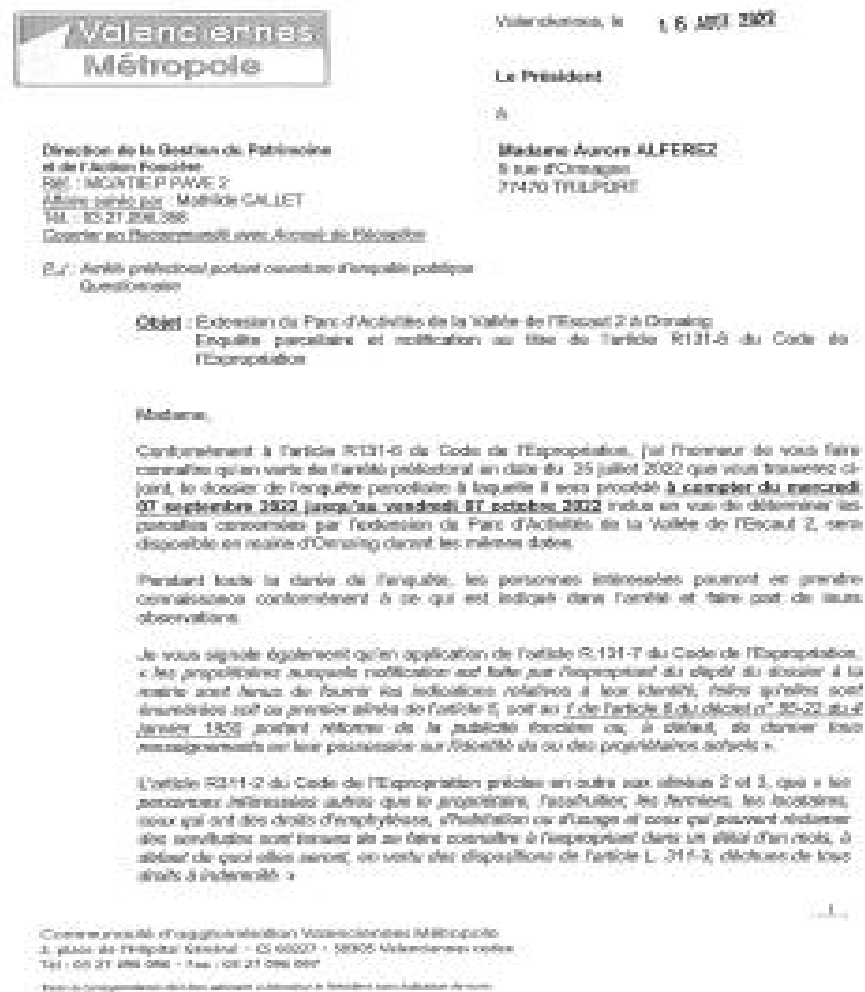 Valenciennes
Métropole
Valenciennes, le 16 AOUT 2022
Le Président
à
Madame Aurore ALFEREZ
77470 TRILPORT
Direction de la Gestion du Patrimoine
et de l'Action Foncière
Affaire suivie par : Mathilde GALLET
Courrier en Recommandé avec Accusé de Réception
P.J : Arrêté préfectoral portant ouverture d'enquête publique
Questionnaire
Objet : Extension du Parc d'Activités de la Vallée de l'Escaut 2 à Onnaing
Enquête parcellaire et notification au titre de l'article R131-6 du Code de
l'Expropriation
Madame,
Conformément à l'article R131-6 du Code de l'Expropriation, j'ai l'honneur de vous faire
connaître qu'en vertu de l'arrêté préfectoral en date du 25 juillet 2022 que vous trouverez ci-
joint, le dossier de l'enquête parcellaire à laquelle il sera procédé à compter du mercredi
07 septembre 2022 jusqu'au vendredi 07 octobre 2022 inclus en vue de déterminer les
parcelles concernées par l'extension du Parc d'Activités de la Vallée de l'Escaut 2, sera
disponible en mairie d'Onnaing durant les mêmes dates.
Pendant toute la durée de l'enquête, les personnes intéressées pourront en prendre
connaissance conformément à ce qui est indiqué dans l'arrêté et faire part de leurs
observations.
Je vous signale également qu'en application de l'article R.131-7 du Code de l'Expropriation,
« les propriétaires auxquels notification est faite par l'expropriant du dépôt du dossier à la
mairie sont tenus de fournir les indications relatives à leur identité, telles qu'elles sont
énumérées soit au premier alinéa de l'article 5, soit au 1 de l'article 6 du décret n° 55-22 du 4
janvier 1955 portant réforme de la publicité foncière ou, à défaut, de donner tous
renseignements en leur possession sur l'identité du ou des propriétaires actuels ».
L'article R311-2 du Code de l'Expropriation précise en outre aux alinéas 2 et 3, que « les
personnes intéressées autres que le propriétaire, l'usufruitier, les fermiers, les locataires,
ceux qui ont des droits d'emphytéose, d'habitation ou d'usage et ceux qui peuvent réclamer
des servitudes sont tenues de se faire connaître à l'expropriant dans un délai d'un mois, à
défaut de quoi elles seront, en vertu des dispositions de l'article L. 311-3, déchues de tous
droits à indemnité. »
.../...
Communauté d'agglomération Valenciennes Métropole
2, place de l'Hôpital Général - CS 60227 - 59305 Valenciennes cedex